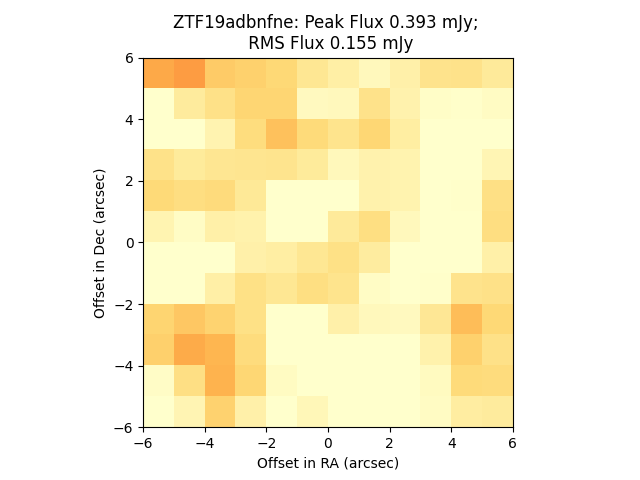 ZTF19adbnfne: Peak Flux 0.393 mJy;
RMS Flux 0.155 mJy
6
4
2
0
−2
−4
−6
Offset in Dec (arcsec)
−6 −4 −2 0 2 4 6
Offset in RA (arcsec)